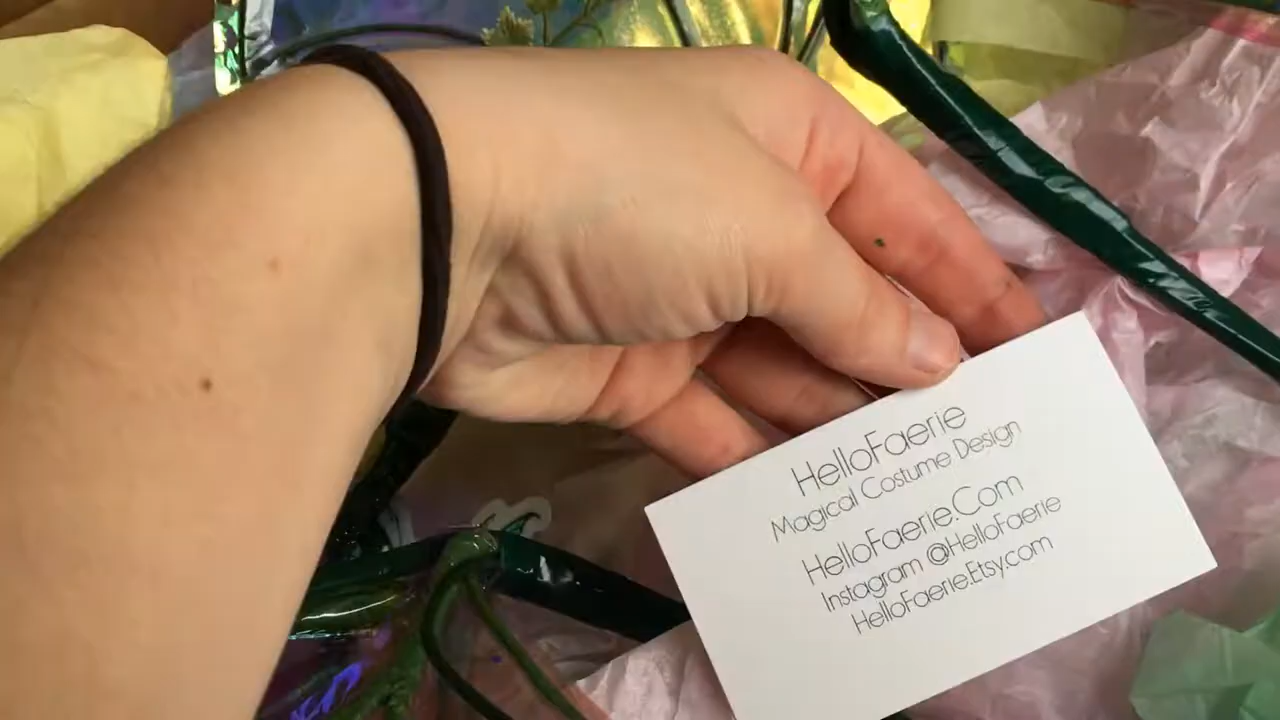 HelloFaerie
Magical Costume Design
HelloFaerie.Com
Instagram @HelloFaerie
HelloFaerie.Etsy.com